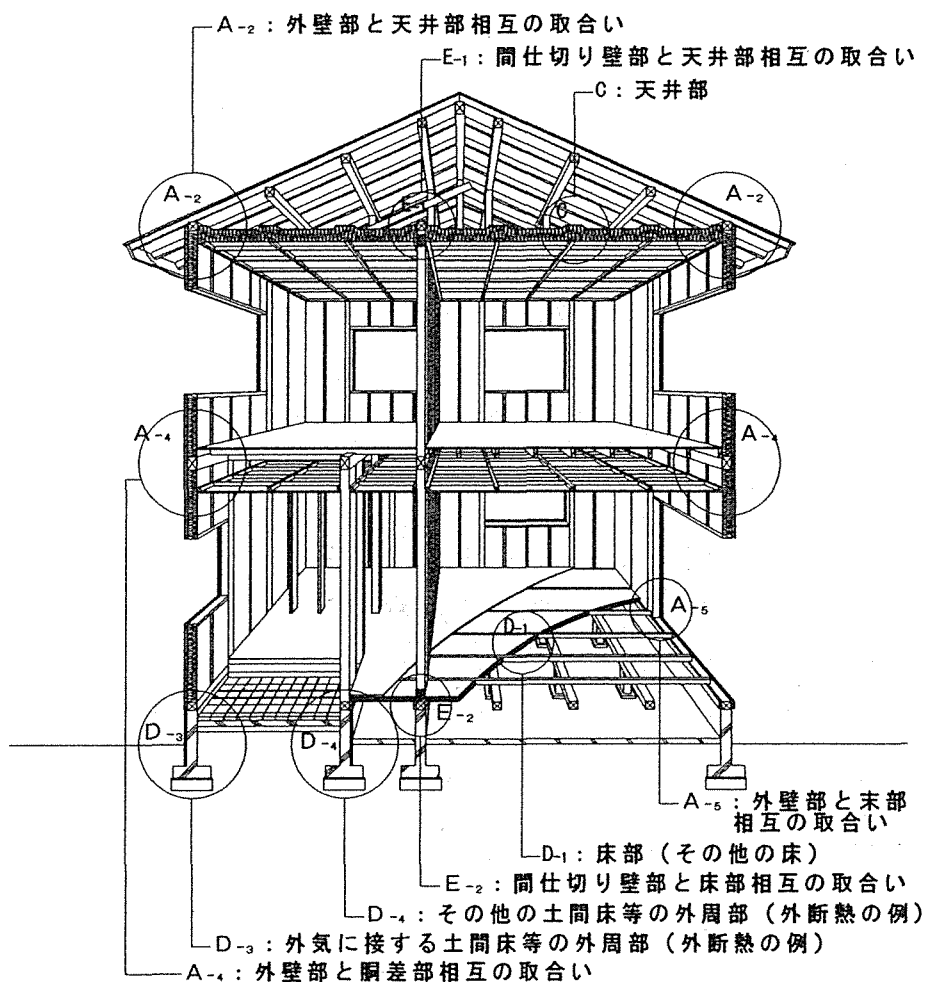 A-2：外壁部と天井部相互の取合い
E-1：間仕切り壁部と天井部相互の取合い
C：天井部
A-2
E-1
C
A-2
A-4
A-4
A-5
D-1
E-2
D-3
D-4
A-5：外壁部と末部
相互の取合い
D-1：床部（その他の床）
E-2：間仕切り壁部と床部相互の取合い
D-4：その他の土間床等の外周部（外断熱の例）
D-3：外気に接する土間床等の外周部（外断熱の例）
A-4：外壁部と胴差部相互の取合い